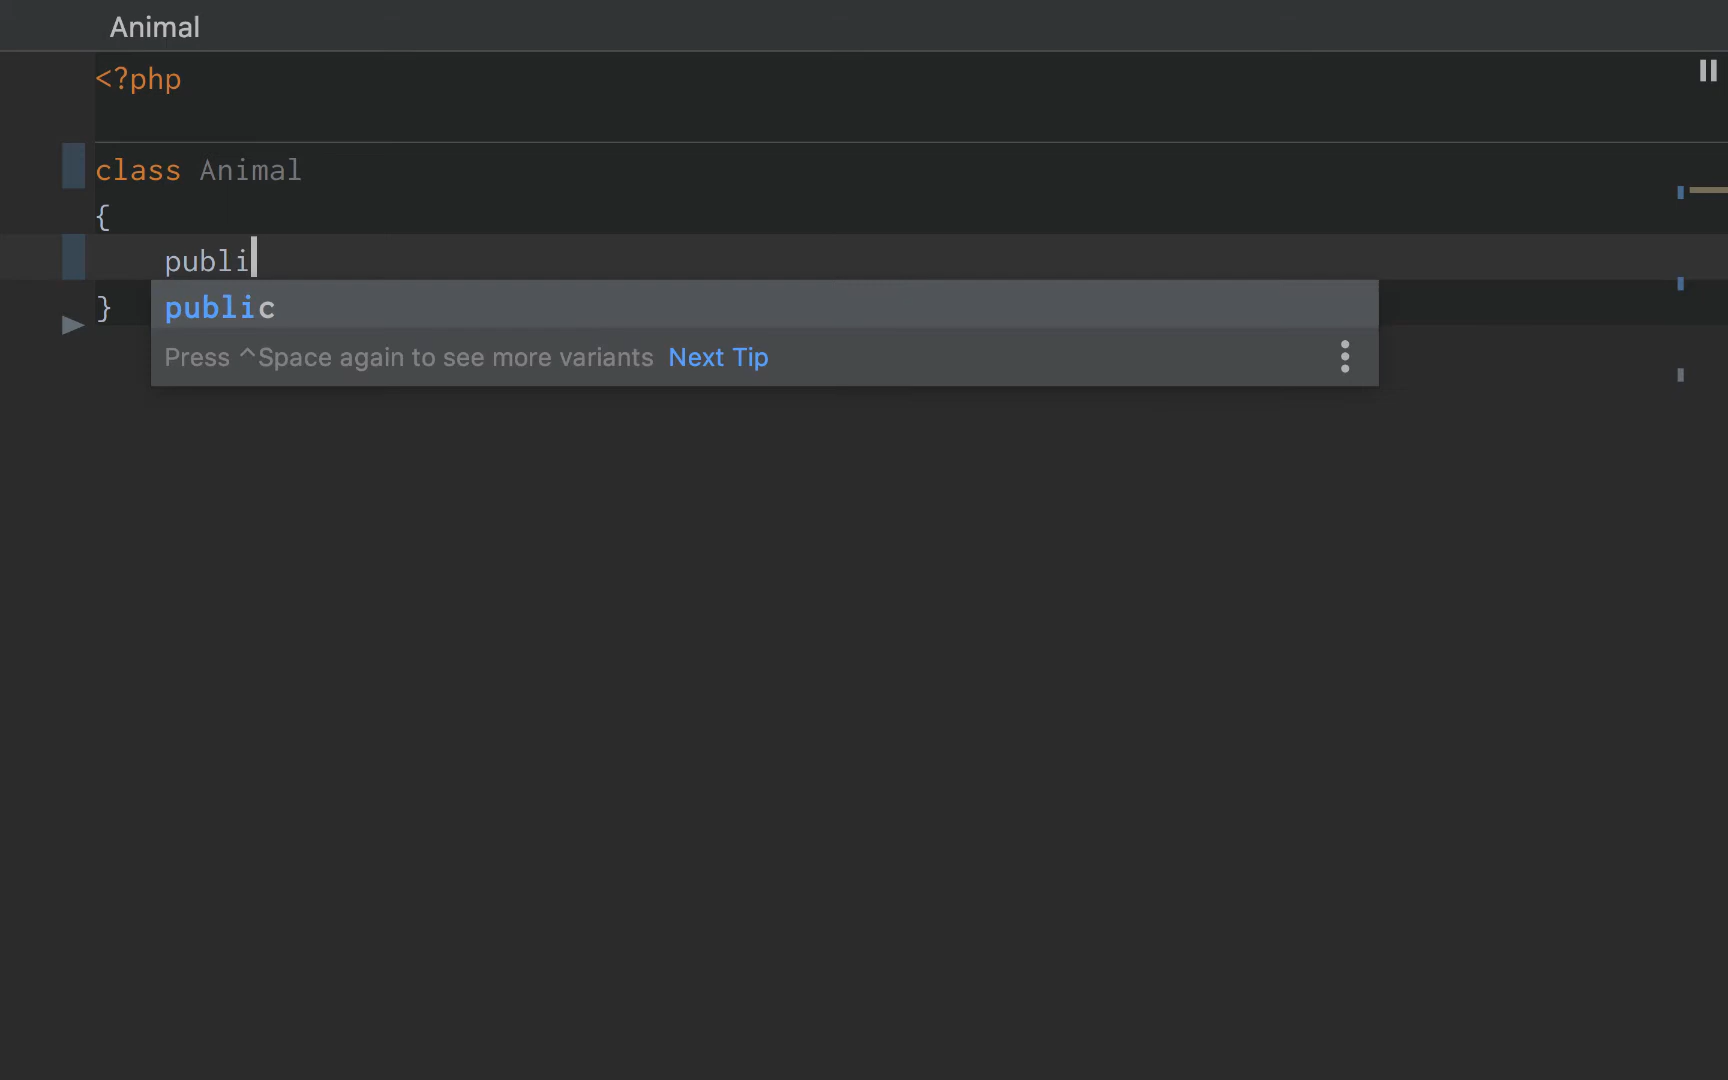 Animal
<?php
class Animal
{
publi
public
}
Press ^Space again to see more variants Next Tip